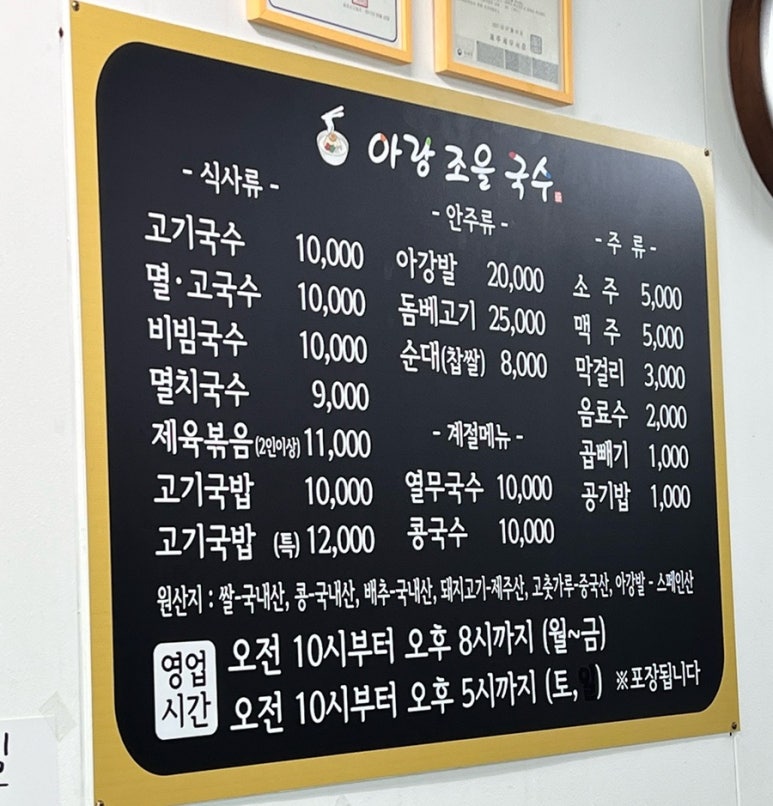 아랑 조을 국수
- 식사류 -
고기국수 10,000
멸·고국수 10,000
비빔국수 10,000
멸치국수 9,000
제육볶음(2인이상) 11,000
고기국밥 10,000
고기국밥 (특) 12,000
- 안주류 -
아강발 20,000
돔베고기 25,000
순대(찹쌀) 8,000
- 계절메뉴 -
열무국수 10,000
콩국수 10,000
- 주 류 -
소 주 5,000
맥 주 5,000
막걸리 3,000
음료수 2,000
곱빼기 1,000
공기밥 1,000
원산지 : 쌀-국내산, 콩-국내산, 배추-국내산, 돼지고기-제주산, 고춧가루-중국산, 아강발 - 스페인산
영업
시간
오전 10시부터 오후 8시까지 (월~금)
오전 10시부터 오후 5시까지 (토, ) ※포장됩니다